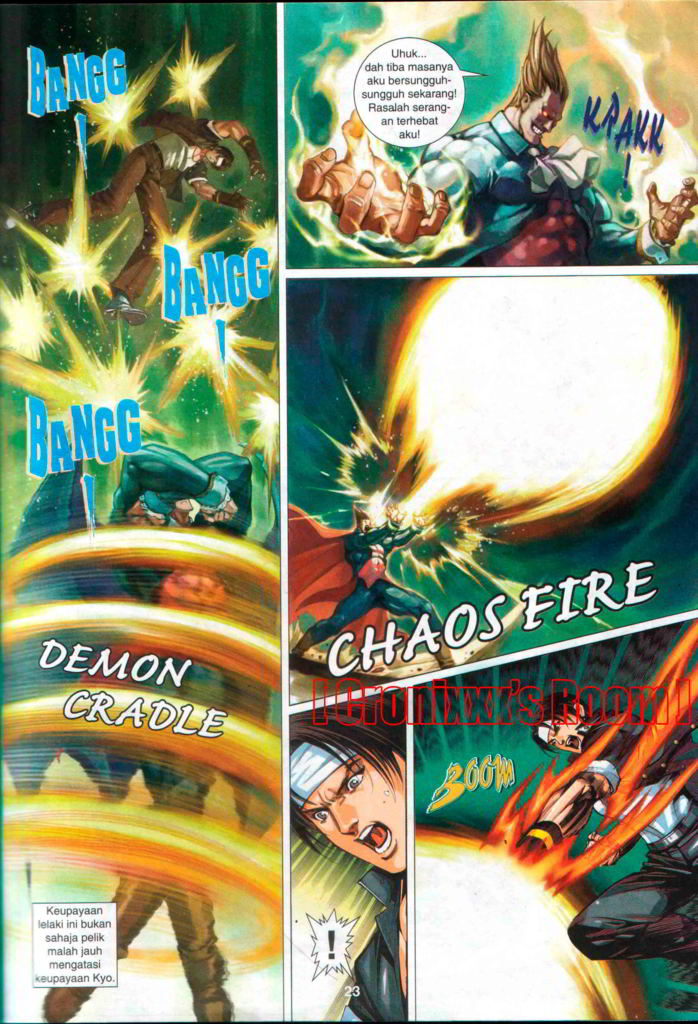 BANGG
!
BANGG
!
BANGG
!
DEMON
CRADLE
Keupayaan
lelaki ini bukan
sahaja pelik
malah jauh
mengatasi
keupayaan Kyo.
Uhuk...
dah tiba masanya
aku bersungguh-
sungguh sekarang!
Rasalah serang-
an terhebat
aku!
KRAKK
!
CHAOS FIRE
[Cronixxx's Room]
!
BOOM
23